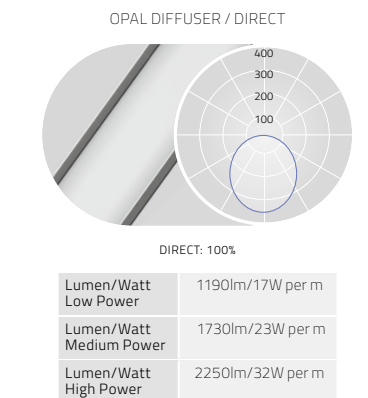 OPAL DIFFUSER / DIRECT
400
300
200
100
DIRECT: 100%
Lumen/Watt
Low Power
1190lm/17W per m
Lumen/Watt
Medium Power
1730lm/23W per m
Lumen/Watt
High Power
2250lm/32W per m